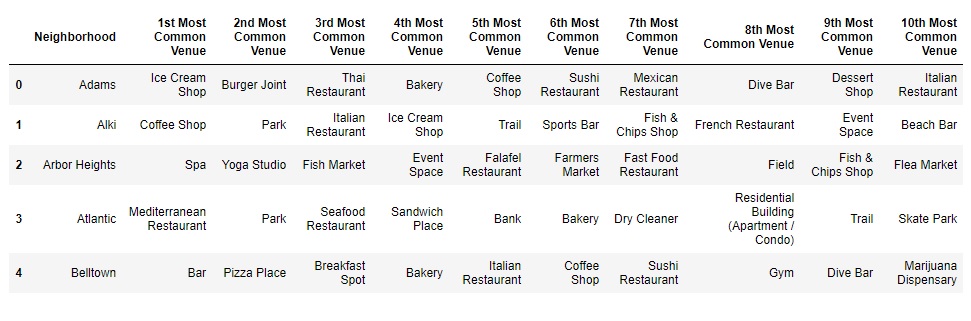 Neighborhood 1st Most Common Venue 2nd Most Common Venue 3rd Most Common Venue 4th Most Common Venue 5th Most Common Venue 6th Most Common Venue 7th Most Common Venue 8th Most Common Venue 9th Most Common Venue 10th Most Common Venue
0 Adams Ice Cream Shop Burger Joint Thai Restaurant Bakery Coffee Shop Sushi Restaurant Mexican Restaurant Dive Bar Dessert Shop Italian Restaurant
1 Alki Coffee Shop Park Italian Restaurant Ice Cream Shop Trail Sports Bar Fish & Chips Shop French Restaurant Event Space Beach Bar
2 Arbor Heights Spa Yoga Studio Fish Market Event Space Falafel Restaurant Farmers Market Fast Food Restaurant Field Fish & Chips Shop Flea Market
3 Atlantic Mediterranean Restaurant Park Seafood Restaurant Sandwich Place Bank Bakery Dry Cleaner Residential Building (Apartment / Condo) Trail Skate Park
4 Belltown Bar Pizza Place Breakfast Spot Bakery Italian Restaurant Coffee Shop Sushi Restaurant Gym Dive Bar Marijuana Dispensary